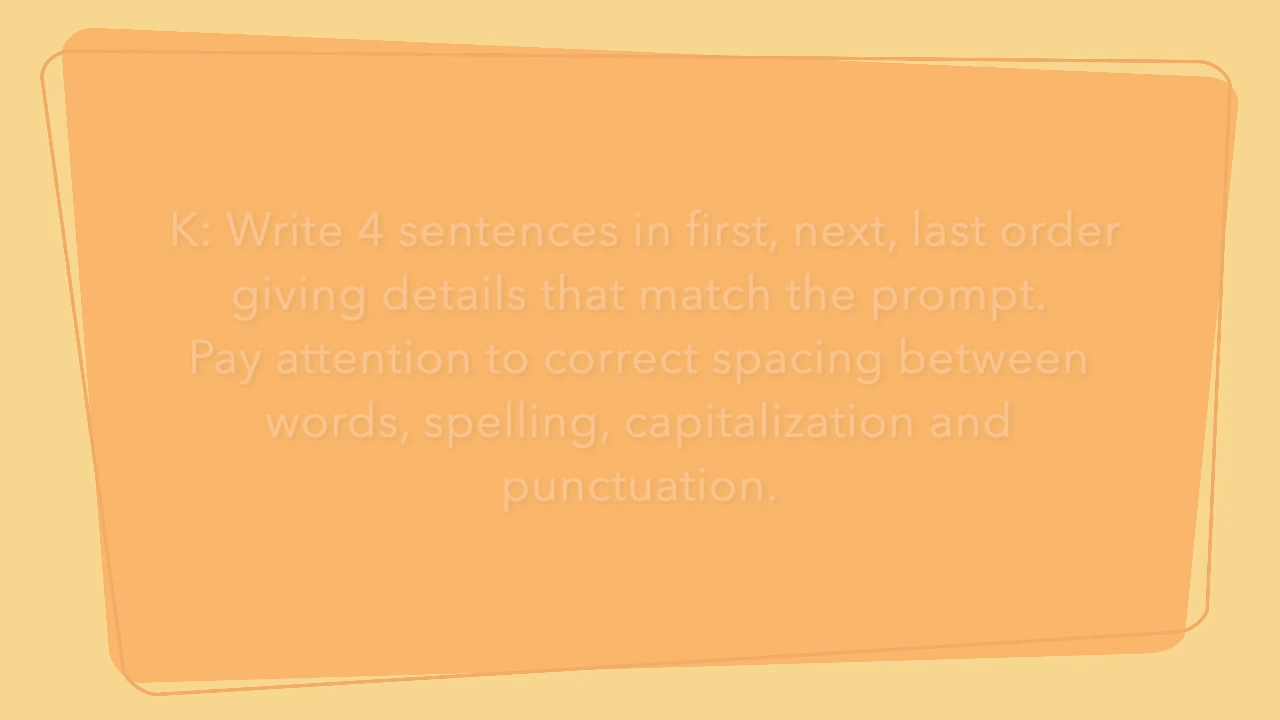 K: Write 4 sentences in first, next, last order
giving details that match the prompt.
Pay attention to correct spacing between
words, spelling, capitalization and
punctuation.